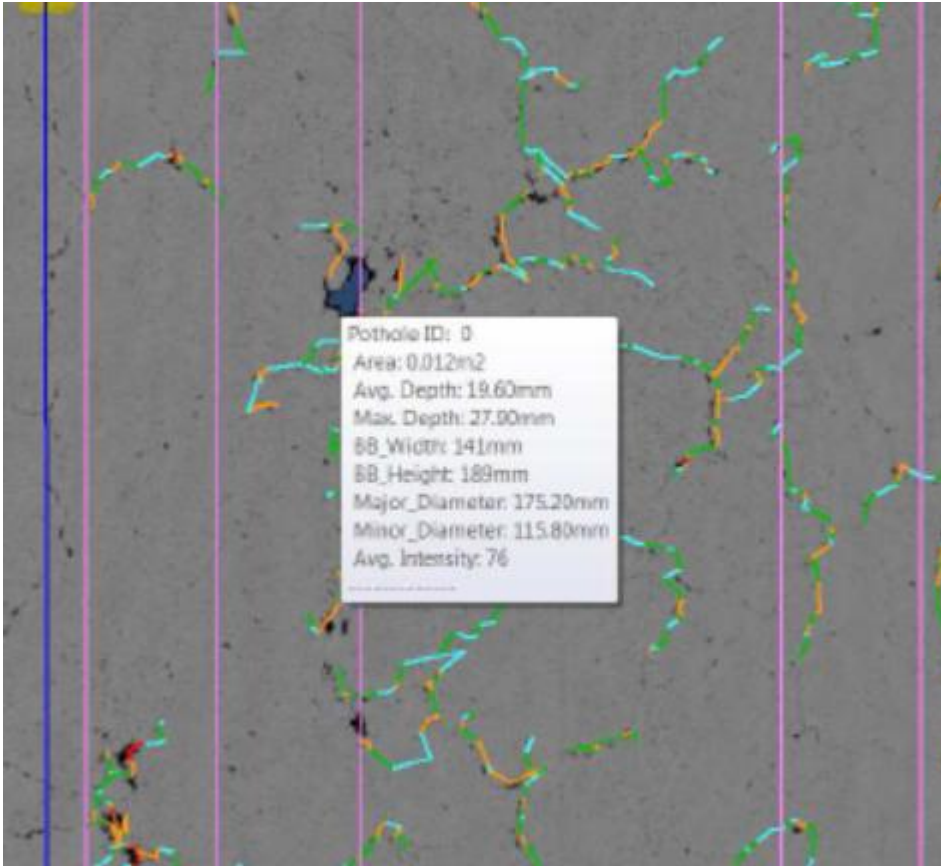 Pothole ID: 0
Area: 0.012m2
Avg. Depth: 19.60mm
Max. Depth: 27.90mm
BB_Width: 141mm
BB_Height: 189mm
Major_Diameter: 175.20mm
Minor_Diameter: 115.80mm
Avg. Intensity: 76
--------------------